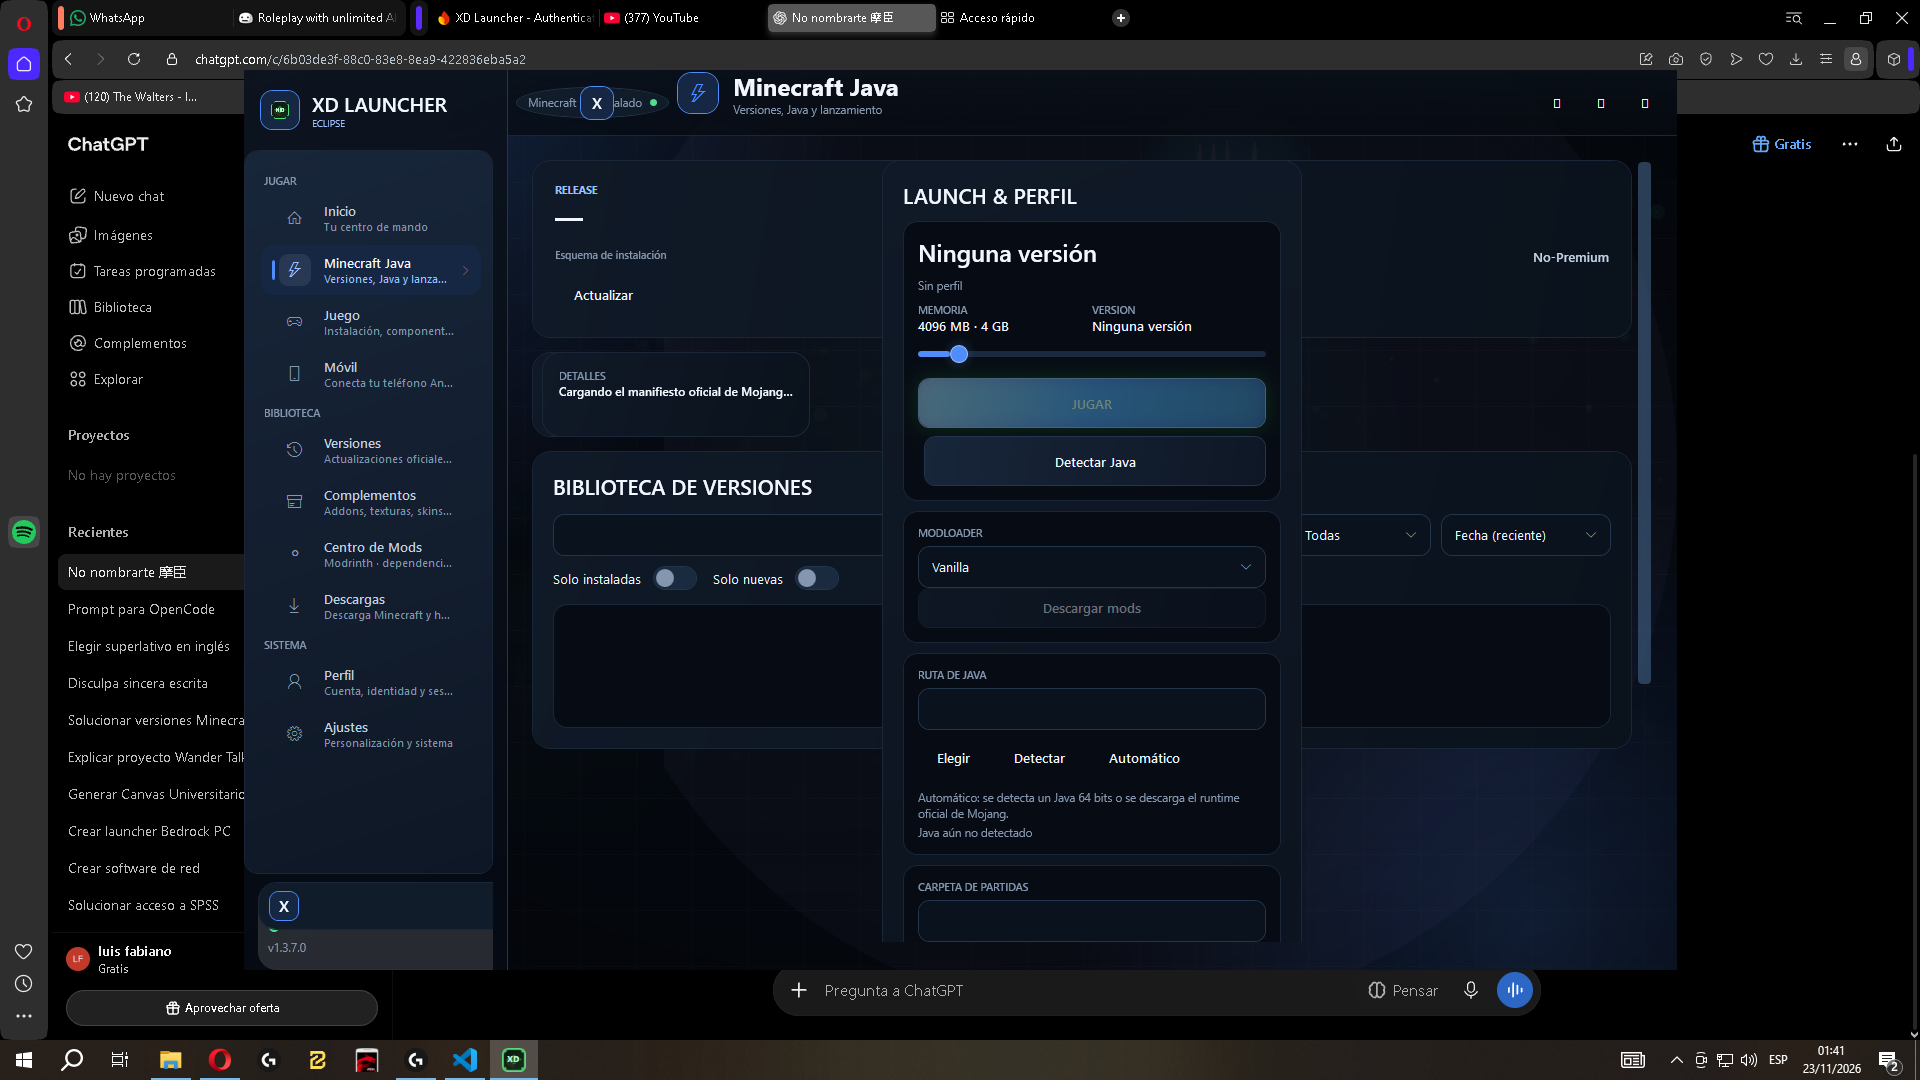 WhatsApp
Roleplay with unlimited AI
XD Launcher - Authenticat
(377) YouTube
No nombrarte 摩臣
Acceso rápido
chatgpt.com/c/6b03de3f-88c0-83e8-8ea9-422836eba5a2
(120) The Walters - I...
ChatGPT
Nuevo chat
Imágenes
Tareas programadas
Biblioteca
Complementos
Explorar
Proyectos
No hay proyectos
Recientes
No nombrarte 摩臣
Prompt para OpenCode
Elegir superlativo en inglés
Disculpa sincera escrita
Solucionar versiones Minecra
Explicar proyecto Wander Talk
Generar Canvas Universitario
Crear launcher Bedrock PC
Crear software de red
Solucionar acceso a SPSS
LF
luis fabiano
Gratis
Aprovechar oferta
XD
XD LAUNCHER
ECLIPSE
JUGAR
Inicio
Tu centro de mando
Minecraft Java
Versiones, Java y lanza...
Juego
Instalación, component...
Móvil
Conecta tu teléfono An...
BIBLIOTECA
Versiones
Actualizaciones oficiale...
Complementos
Addons, texturas, skins...
Centro de Mods
Modrinth · dependenci...
Descargas
Descarga Minecraft y h...
SISTEMA
Perfil
Cuenta, identidad y ses...
Ajustes
Personalización y sistema
X
v1.3.7.0
Minecraft
X
alado
Minecraft Java
Versiones, Java y lanzamiento
RELEASE
Esquema de instalación
Actualizar
No-Premium
DETALLES
Cargando el manifiesto oficial de Mojang...
BIBLIOTECA DE VERSIONES
Todas
Fecha (reciente)
Solo instaladas
Solo nuevas
LAUNCH & PERFIL
Ninguna versión
Sin perfil
MEMORIA
VERSION
4096 MB · 4 GB
Ninguna versión
JUGAR
Detectar Java
MODLOADER
Vanilla
Descargar mods
RUTA DE JAVA
Elegir
Detectar
Automático
Automático: se detecta un Java 64 bits o se descarga el runtime
oficial de Mojang.
Java aún no detectado
CARPETA DE PARTIDAS
Gratis
Pregunta a ChatGPT
Pensar
XD
ESP
01:41
23/11/2026
2